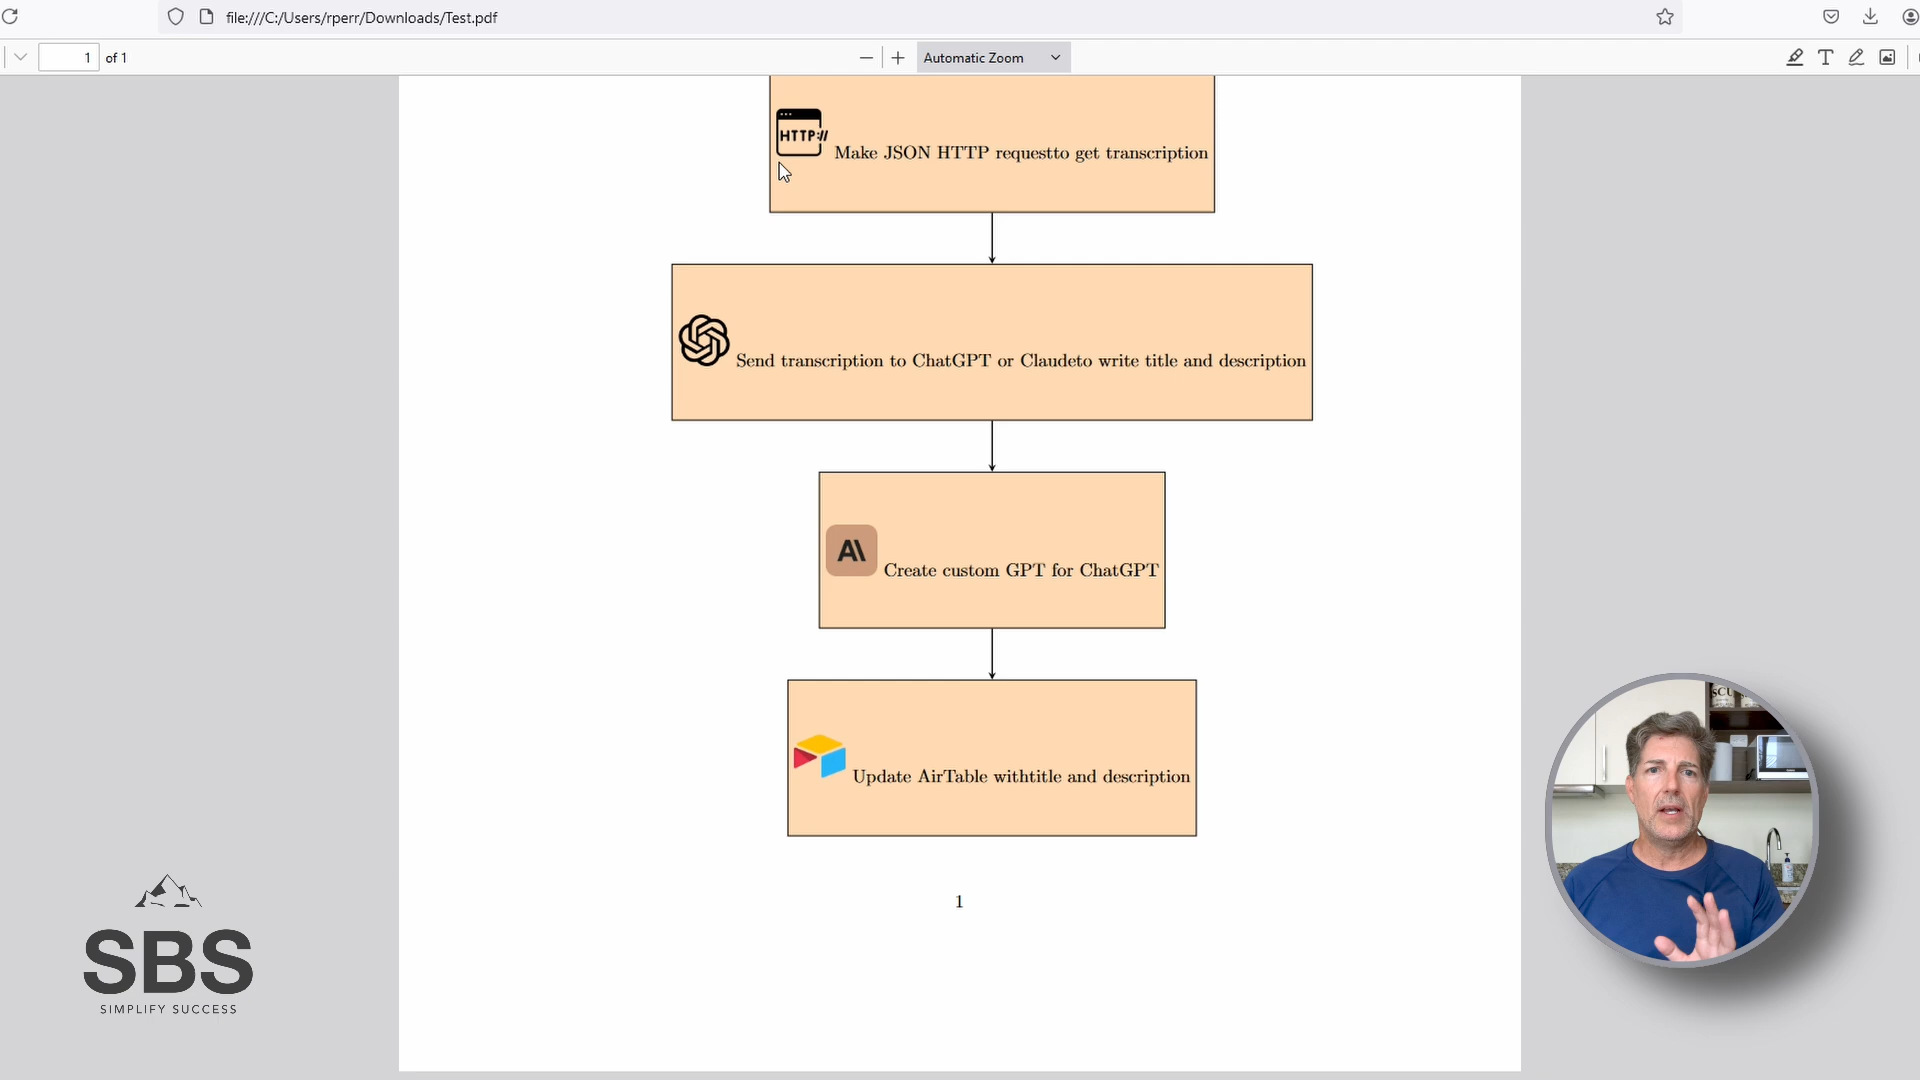 file:///C:/Users/rperr/Downloads/Test.pdf
1 of 1
Automatic Zoom
HTTP://
Make JSON HTTP requestto get transcription
Send transcription to ChatGPT or Claudeto write title and description
A\
Create custom GPT for ChatGPT
Update AirTable withtitle and description
1
SBS
SIMPLIFY SUCCESS